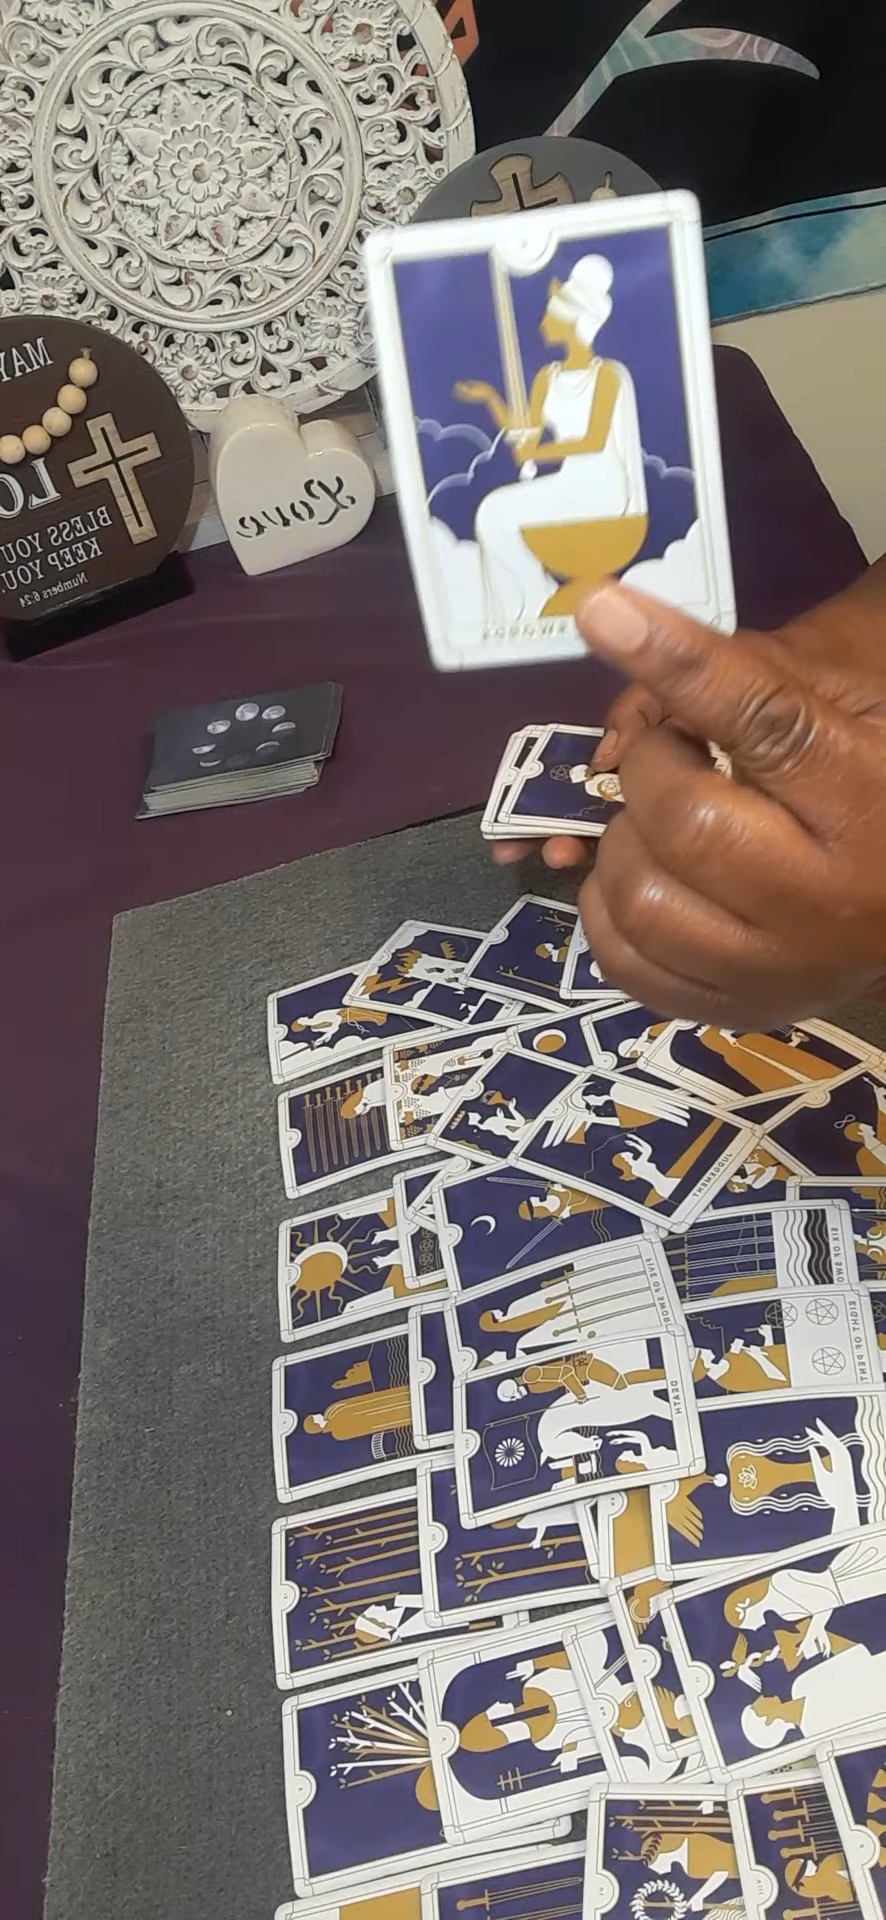 MAY
LO
BLESS YOU
KEEP YOU.
Numbers 6:24
Love
SWORDS
JUDGEMENT
SIX OF SWO
FIVE OF SWORDS
EIGHT OF PENT
DEATH